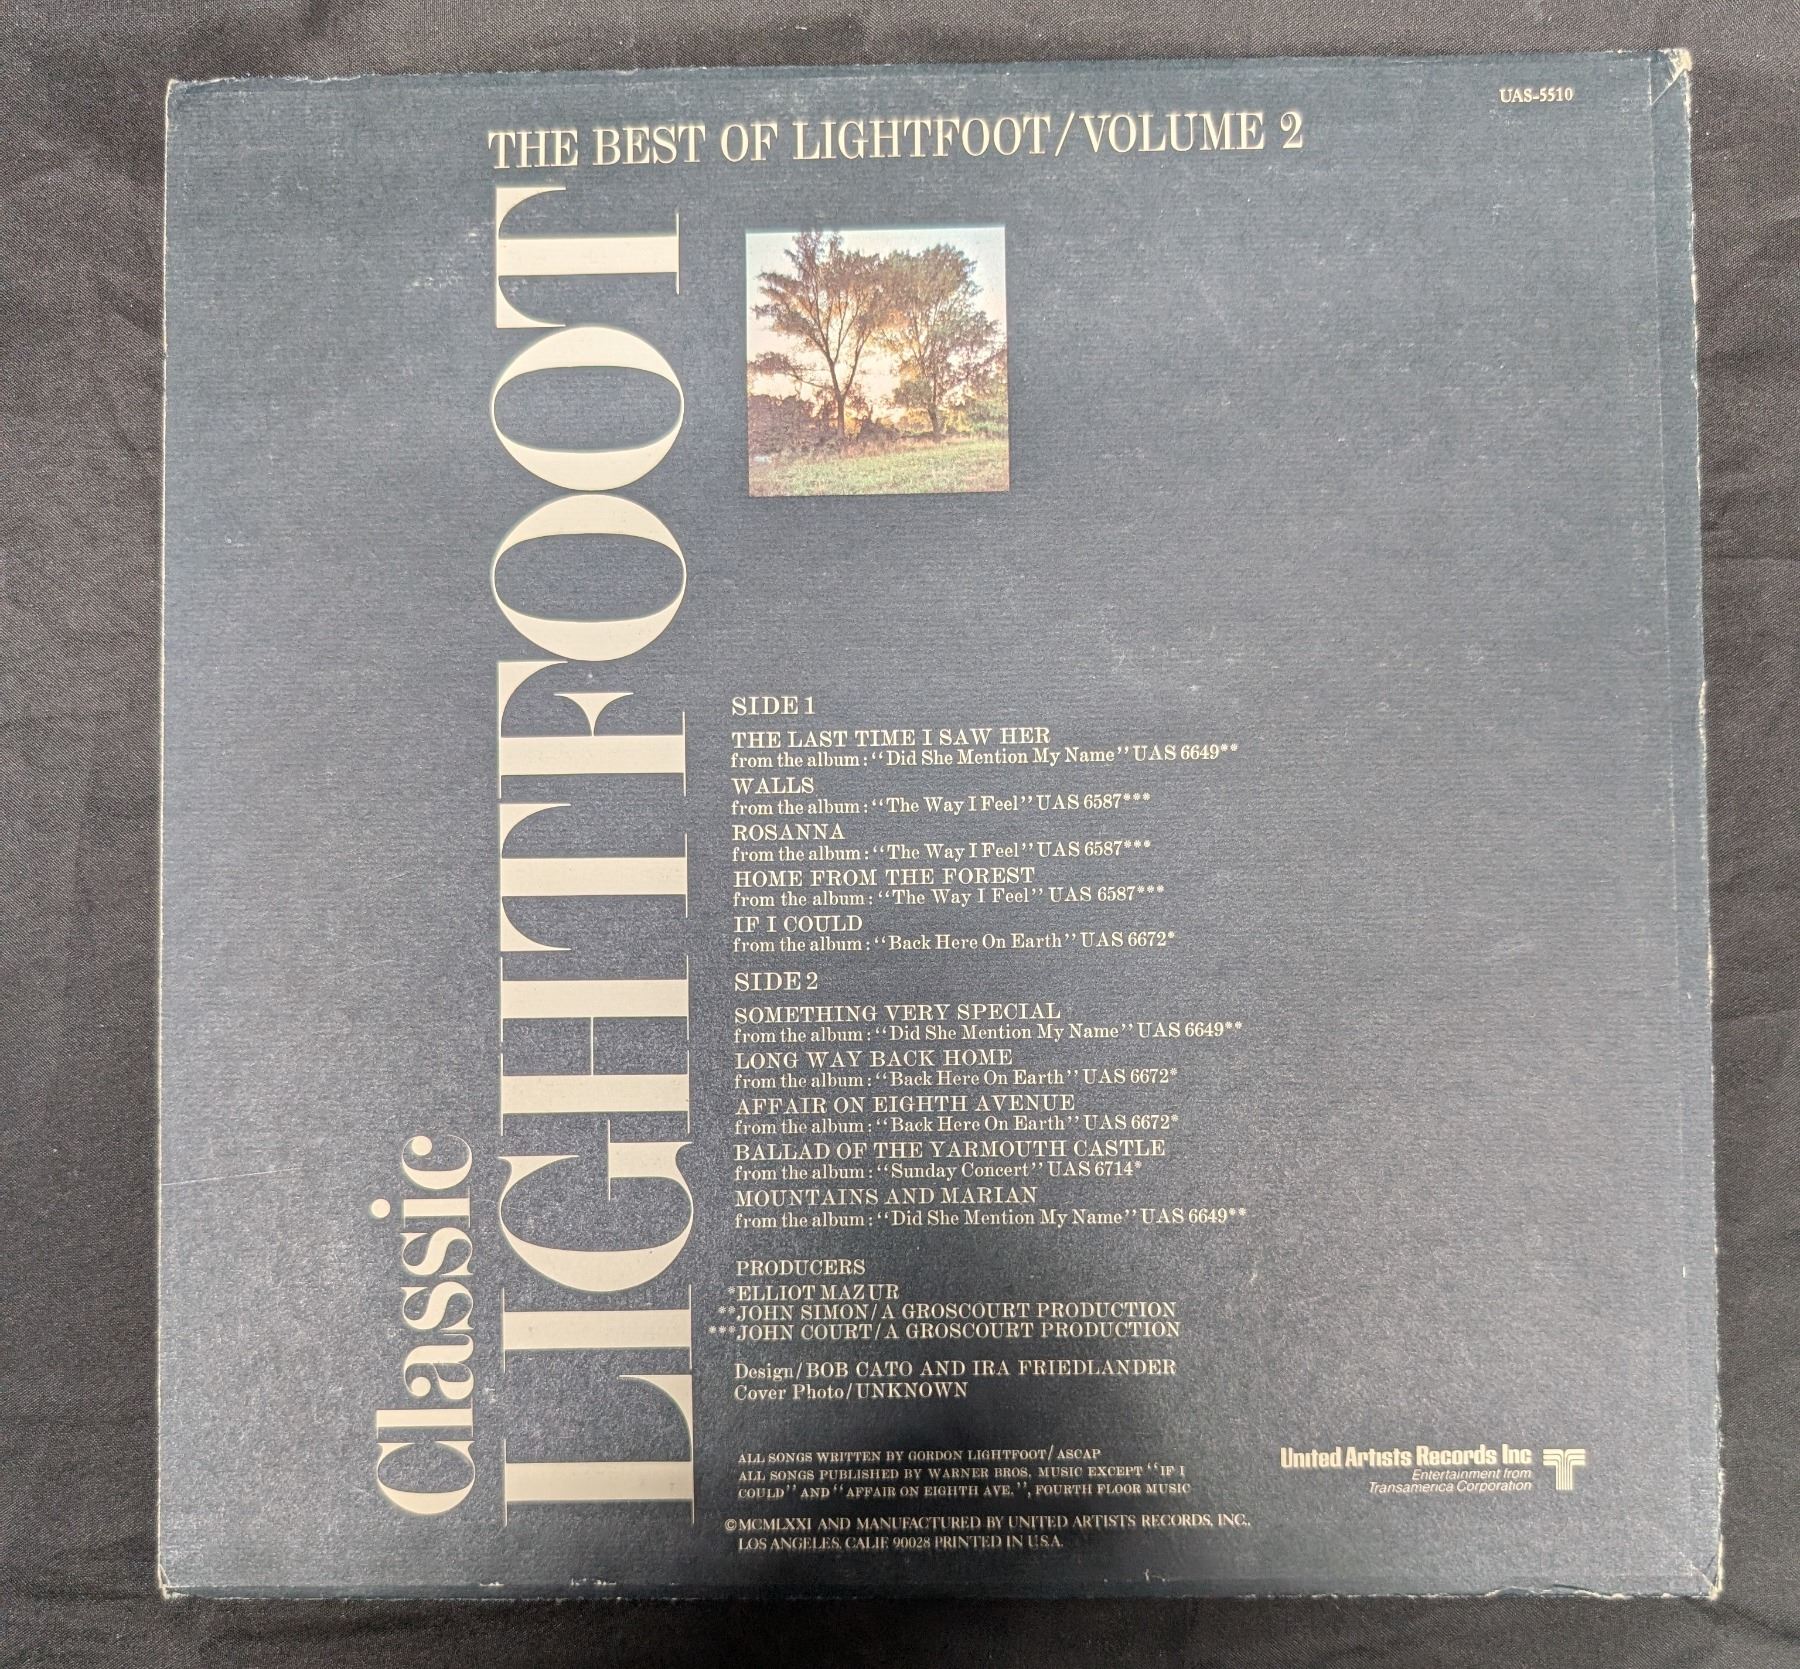 UAS-5510
THE BEST OF LIGHTFOOT/VOLUME 2
Classic
LIGHTFOOT
SIDE 1
THE LAST TIME I SAW HER
from the album: “Did She Mention My Name” UAS 6649**
WALLS
from the album: “The Way I Feel” UAS 6587***
ROSANNA
from the album: “The Way I Feel” UAS 6587***
HOME FROM THE FOREST
from the album: “The Way I Feel” UAS 6587***
IF I COULD
from the album: “Back Here On Earth” UAS 6672*
SIDE 2
SOMETHING VERY SPECIAL
from the album: “Did She Mention My Name” UAS 6649**
LONG WAY BACK HOME
from the album: “Back Here On Earth” UAS 6672*
AFFAIR ON EIGHTH AVENUE
from the album: “Back Here On Earth” UAS 6672*
BALLAD OF THE YARMOUTH CASTLE
from the album: “Sunday Concert” UAS 6714*
MOUNTAINS AND MARIAN
from the album: “Did She Mention My Name” UAS 6649**
PRODUCERS
*ELLIOT MAZUR
**JOHN SIMON/A GROSCOURT PRODUCTION
***JOHN COURT/A GROSCOURT PRODUCTION
Design/BOB CATO AND IRA FRIEDLANDER
Cover Photo/UNKNOWN
ALL SONGS WRITTEN BY GORDON LIGHTFOOT/ASCAP
ALL SONGS PUBLISHED BY WARNER BROS. MUSIC EXCEPT “IF I
COULD” AND “AFFAIR ON EIGHTH AVE.”, FOURTH FLOOR MUSIC
© MCMLXXI AND MANUFACTURED BY UNITED ARTISTS RECORDS, INC.,
LOS ANGELES, CALIF. 90028 PRINTED IN U.S.A.
United Artists Records Inc
Entertainment from
Transamerica Corporation